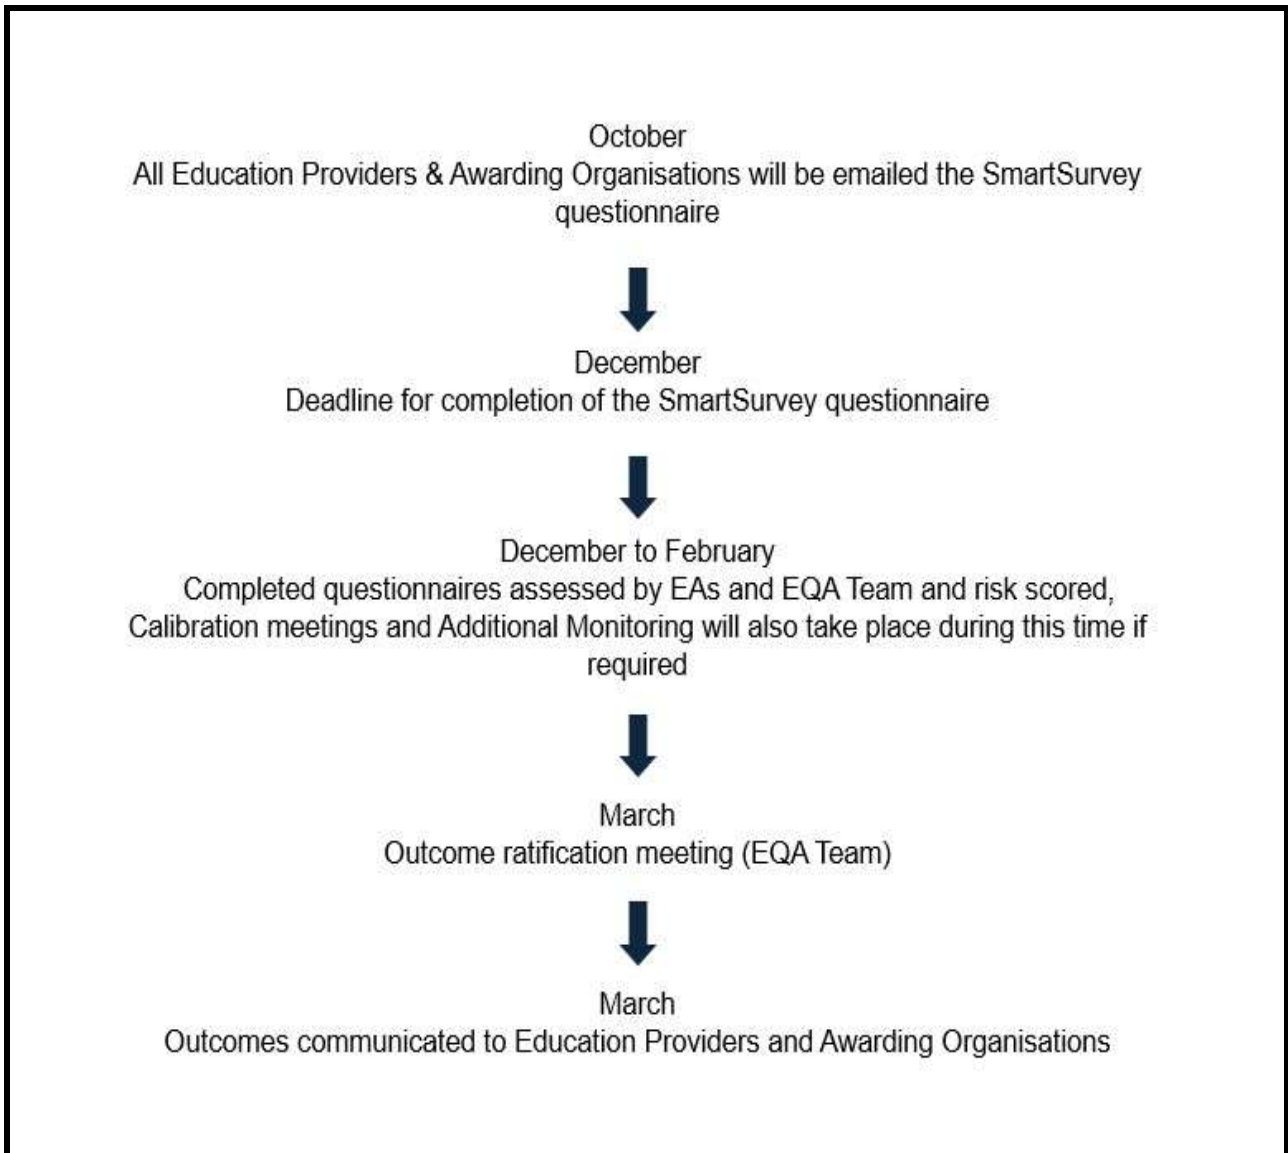 October
All Education Providers & Awarding Organisations will be emailed the SmartSurvey
questionnaire
December
Deadline for completion of the SmartSurvey questionnaire
December to February
Completed questionnaires assessed by EAs and EQA Team and risk scored,
Calibration meetings and Additional Monitoring will also take place during this time if
required
March
Outcome ratification meeting (EQA Team)
March
Outcomes communicated to Education Providers and Awarding Organisations